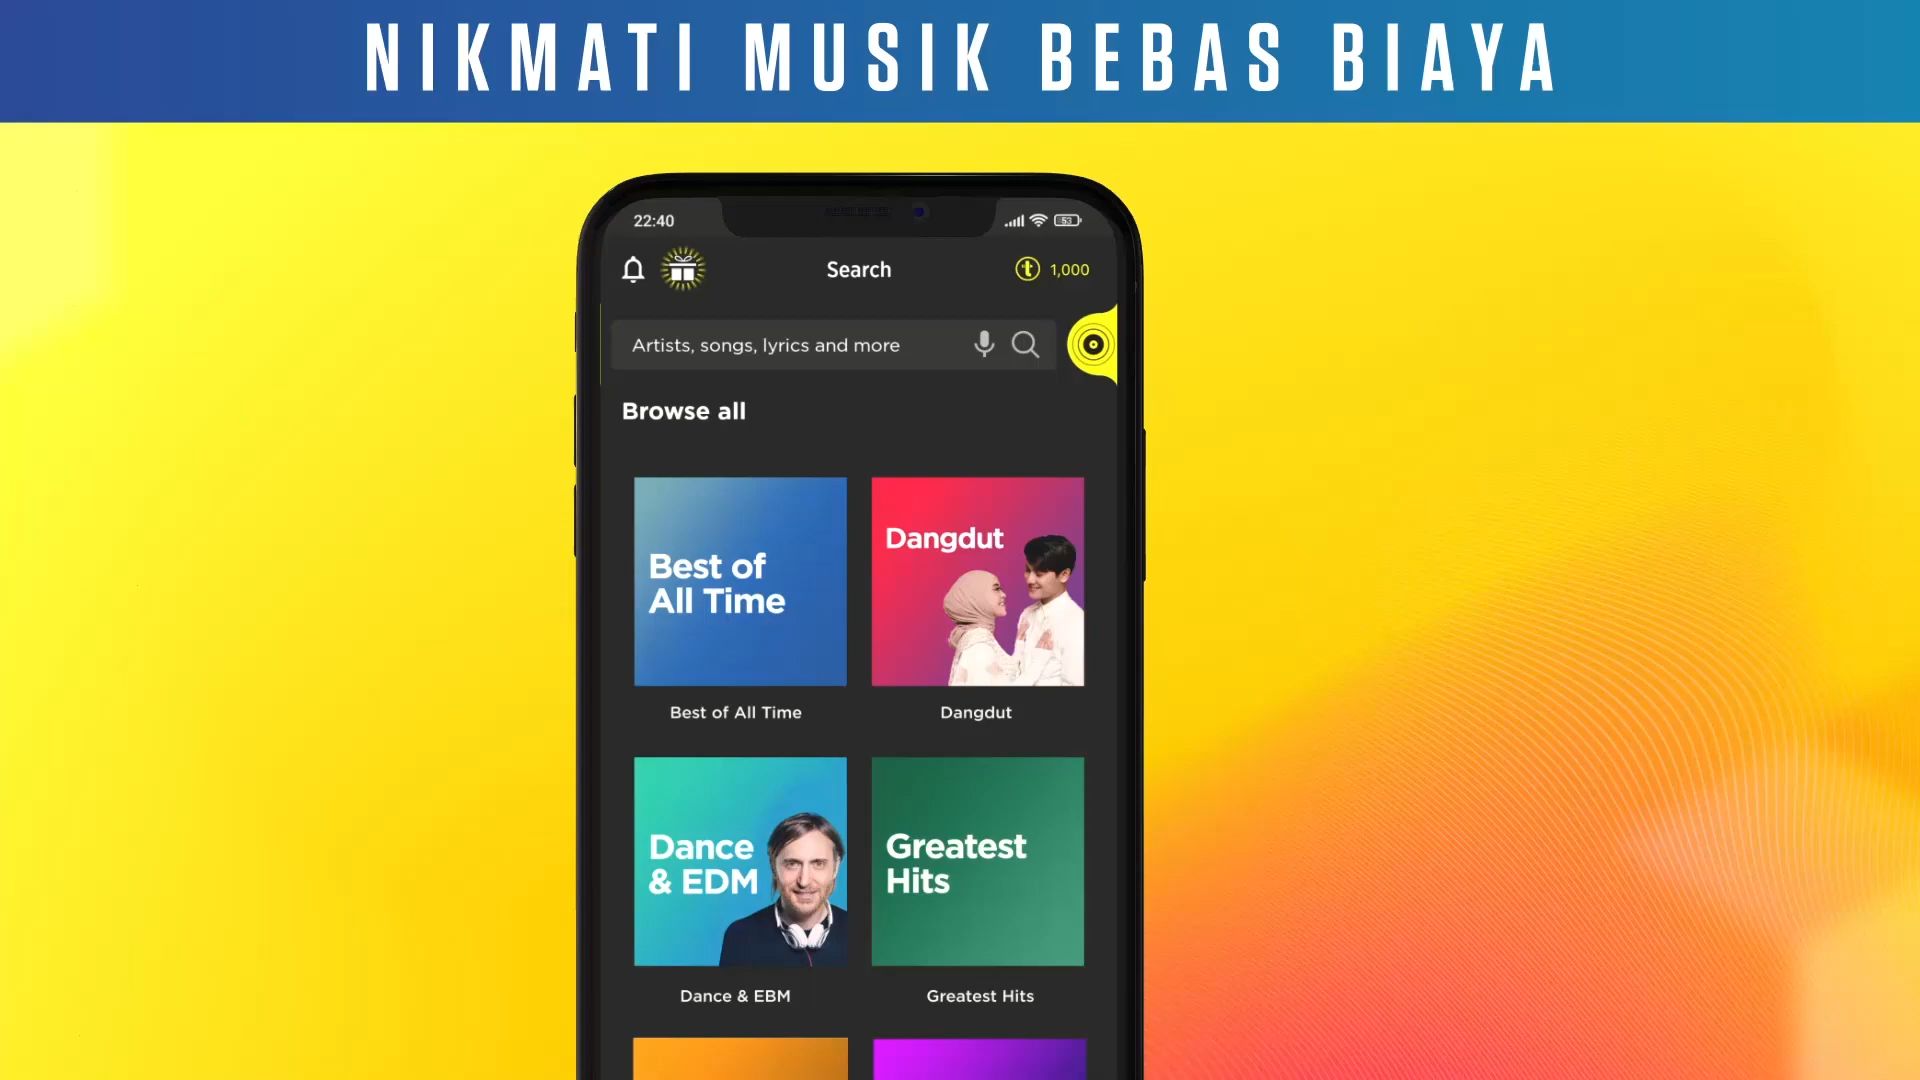 NIKMATI MUSIK BEBAS BIAYA
22:40
53
Search
t 1,000
Artists, songs, lyrics and more
Browse all
Best of
All Time
Dangdut
Best of All Time
Dangdut
Dance
& EDM
Greatest
Hits
Dance & EBM
Greatest Hits